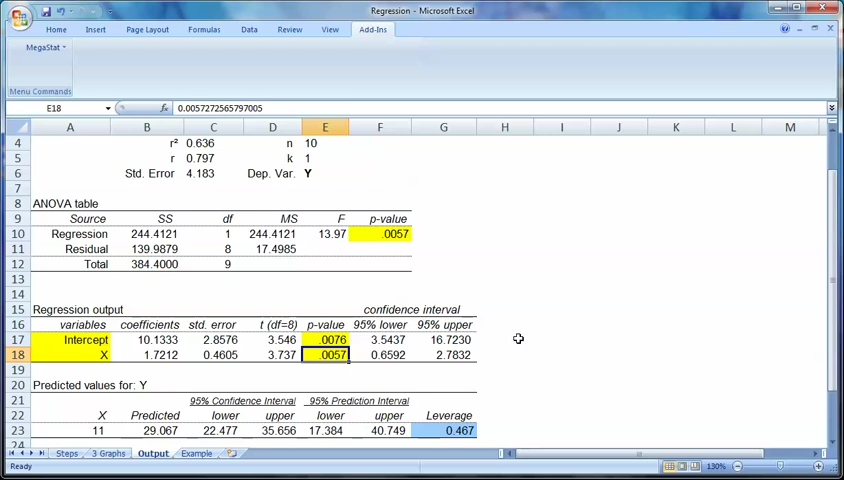 Regression - Microsoft Excel
Home Insert Page Layout Formulas Data Review View Add-Ins
MegaStat
Menu Commands
E18 fx 0.0057272565797005
A B C D E F G H I J K L M
4 r² 0.636 n 10
5 r 0.797 k 1
6 Std. Error 4.183 Dep. Var. Y
7
8 ANOVA table
9 Source SS df MS F p-value
10 Regression 244.4121 1 244.4121 13.97 .0057
11 Residual 139.9879 8 17.4985
12 Total 384.4000 9
13
14
15 Regression output confidence interval
16 variables coefficients std. error t (df=8) p-value 95% lower 95% upper
17 Intercept 10.1333 2.8576 3.546 .0076 3.5437 16.7230
18 X 1.7212 0.4605 3.737 .0057 0.6592 2.7832
19
20 Predicted values for: Y
21 95% Confidence Interval 95% Prediction Interval
22 X Predicted lower upper lower upper Leverage
23 11 29.067 22.477 35.656 17.384 40.749 0.467
24
Steps 3 Graphs Output Example
Ready 130%